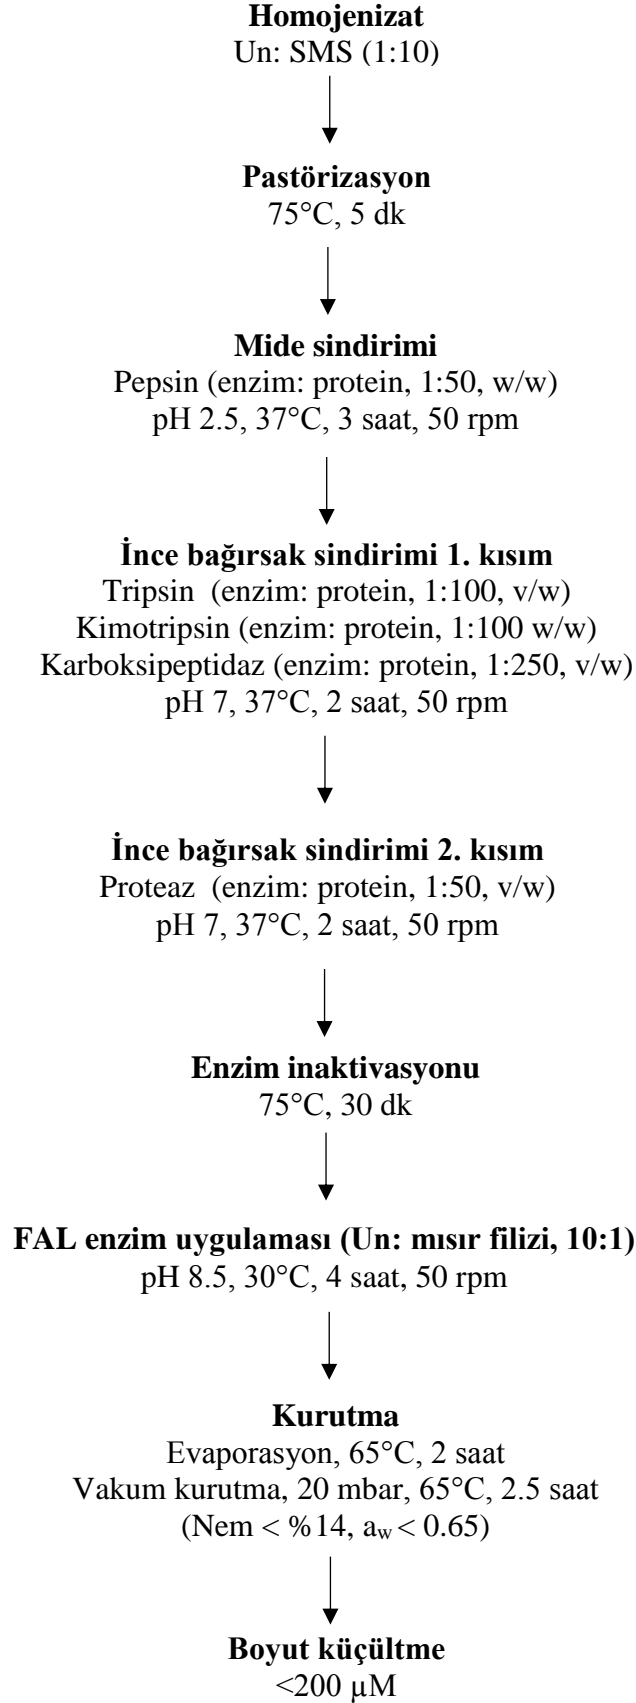 Homojenizat
Un: SMS (1:10)
Pastörizasyon
75°C, 5 dk
Mide sindirimi
Pepsin (enzim: protein, 1:50, w/w)
pH 2.5, 37°C, 3 saat, 50 rpm
İnce bağırsak sindirimi 1. kısım
Tripsin (enzim: protein, 1:100, v/w)
Kimotripsin (enzim: protein, 1:100 w/w)
Karboksipeptidaz (enzim: protein, 1:250, v/w)
pH 7, 37°C, 2 saat, 50 rpm
İnce bağırsak sindirimi 2. kısım
Proteaz (enzim: protein, 1:50, v/w)
pH 7, 37°C, 2 saat, 50 rpm
Enzim inaktivasyonu
75°C, 30 dk
FAL enzim uygulaması (Un: mısır filizi, 10:1)
pH 8.5, 30°C, 4 saat, 50 rpm
Kurutma
Evaporasyon, 65°C, 2 saat
Vakum kurutma, 20 mbar, 65°C, 2.5 saat
(Nem < %14, aw < 0.65)
Boyut küçültme
<200 µM